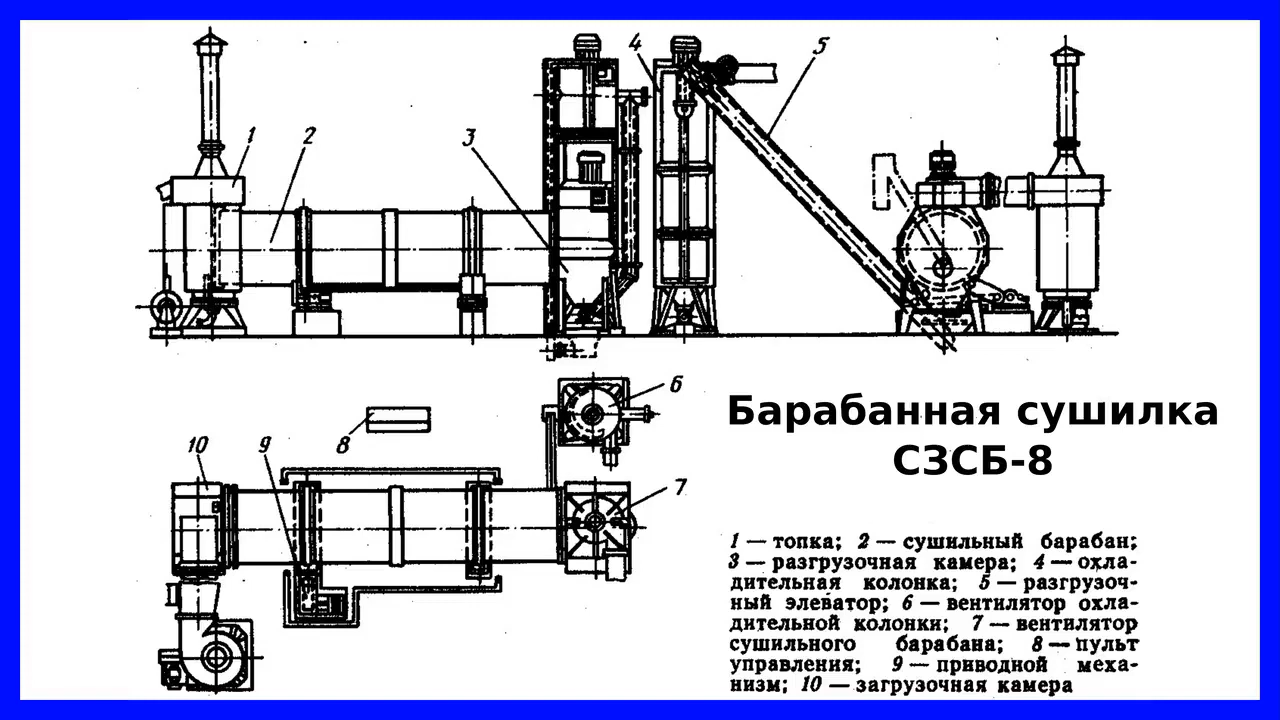 1
2
3
4
5
6
7
8
9
10
Барабанная сушилка
СЗСБ-8
1 — топка; 2 — сушильный барабан;
3 — разгрузочная камера; 4 — охла-
дительная колонка; 5 — разгрузоч-
ный элеватор; 6 — вентилятор охла-
дительной колонки; 7 — вентилятор
сушильного барабана; 8 — пульт
управления; 9 — приводной меха-
низм; 10 — загрузочная камера